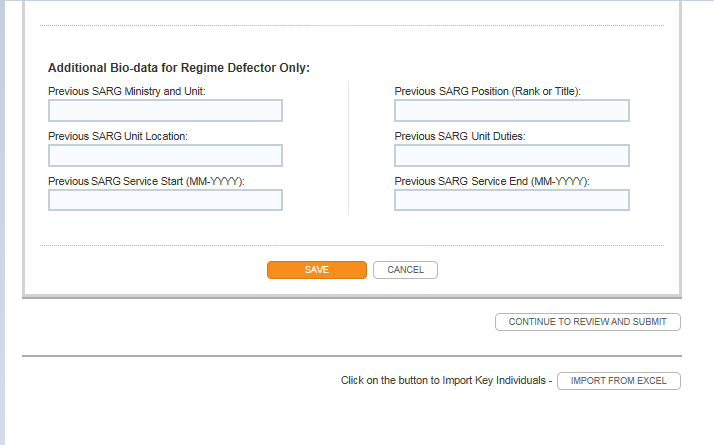 Additional Bio-data for Regime Defector Only:
Previous SARG Ministry and Unit:
Previous SARG Position (Rank or Title):
Previous SARG Unit Location:
Previous SARG Unit Duties:
Previous SARG Service Start (MM-YYYY):
Previous SARG Service End (MM-YYYY):
SAVE
CANCEL
CONTINUE TO REVIEW AND SUBMIT
Click on the button to Import Key Individuals -
IMPORT FROM EXCEL